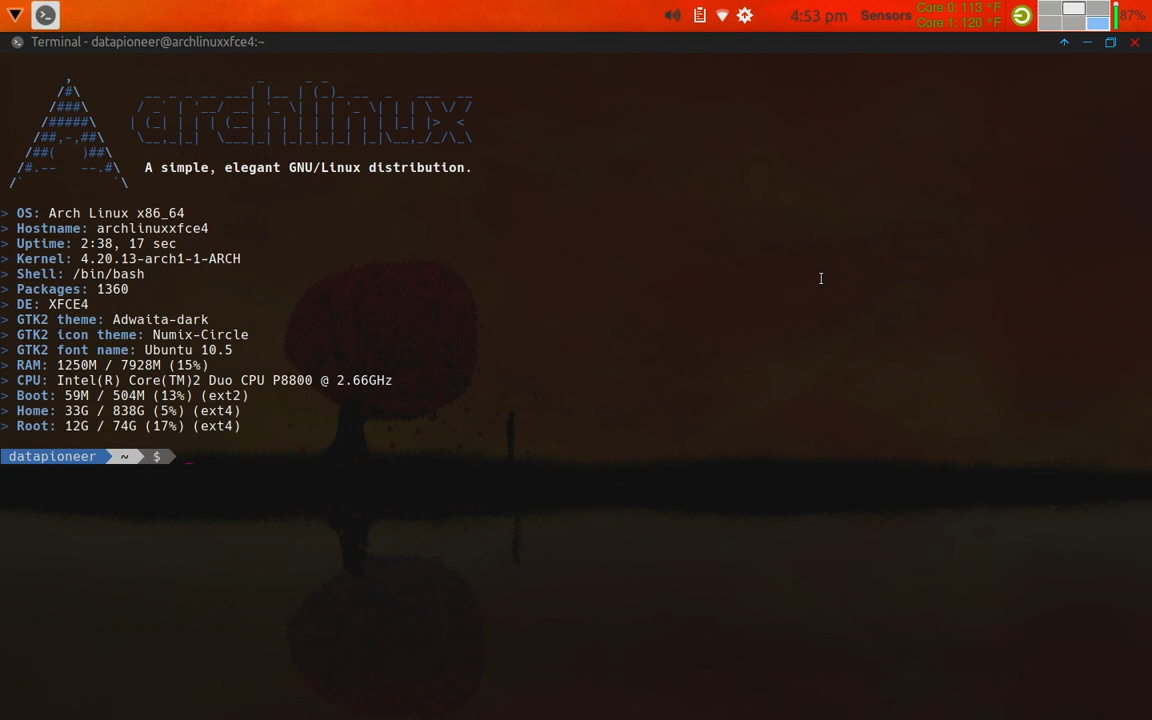 4:53 pm Sensors Core 0: 113 °F
Core 1: 120 °F
87%
Terminal - datapioneer@archlinuxxfce4:~
archlinux
A simple, elegant GNU/Linux distribution.
> OS: Arch Linux x86_64
> Hostname: archlinuxxfce4
> Uptime: 2:38, 17 sec
> Kernel: 4.20.13-arch1-1-ARCH
> Shell: /bin/bash
> Packages: 1360
> DE: XFCE4
> GTK2 theme: Adwaita-dark
> GTK2 icon theme: Numix-Circle
> GTK2 font name: Ubuntu 10.5
> RAM: 1250M / 7928M (15%)
> CPU: Intel(R) Core(TM)2 Duo CPU P8800 @ 2.66GHz
> Boot: 59M / 504M (13%) (ext2)
> Home: 33G / 838G (5%) (ext4)
> Root: 12G / 74G (17%) (ext4)
datapioneer ~ $